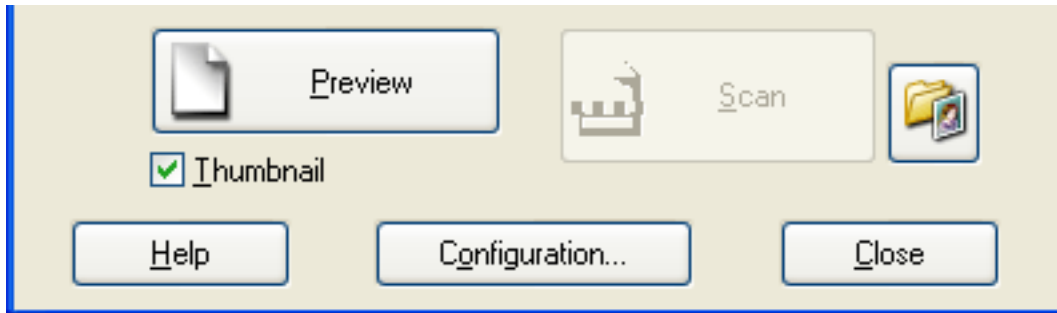 Preview
Scan
Thumbnail
Help
Configuration...
Close